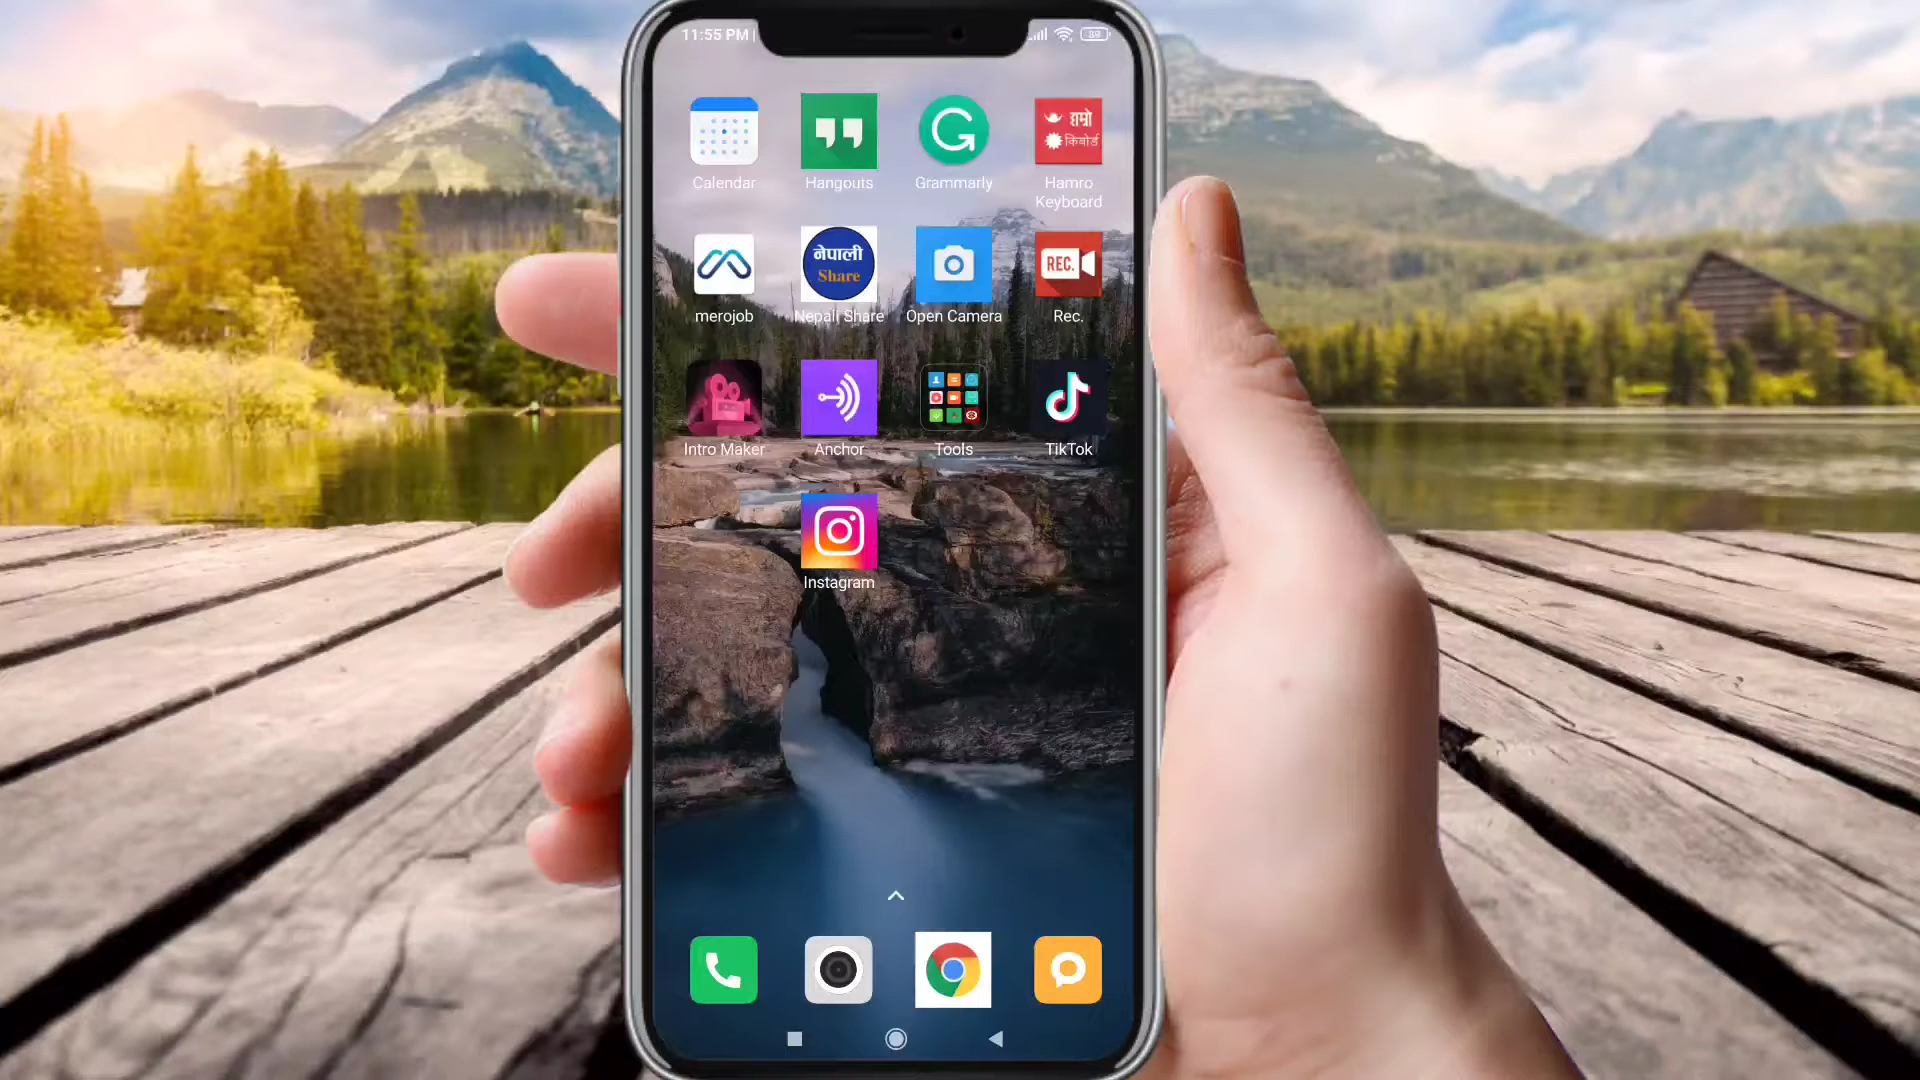 11:55 PM
89
Calendar
Hangouts
Grammarly
हाम्रो
किबोर्ड
Hamro
Keyboard
merojob
नेपाली
Share
Nepali Share
Open Camera
REC.
Rec.
Intro Maker
Anchor
Tools
TikTok
Instagram